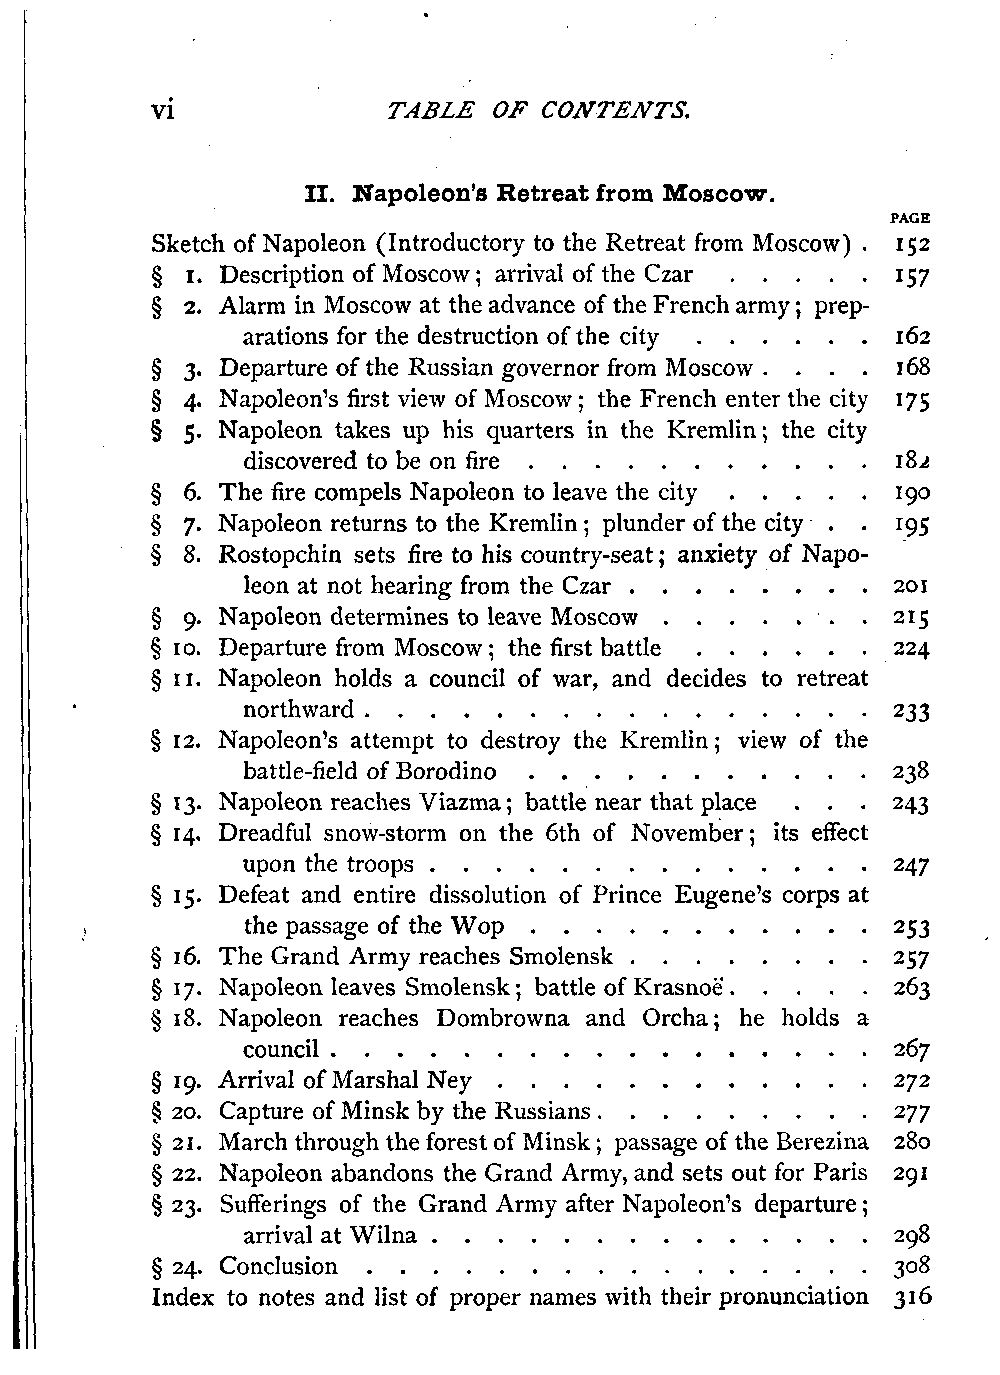 vi TABLE OF CONTENTS.
II. Napoleon's Retreat from Moscow.
PAGE
Sketch of Napoleon (Introductory to the Retreat from Moscow) . 152
§ 1. Description of Moscow; arrival of the Czar . . . . . 157
§ 2. Alarm in Moscow at the advance of the French army; prep-
arations for the destruction of the city . . . . . . 162
§ 3. Departure of the Russian governor from Moscow . . . . 168
§ 4. Napoleon's first view of Moscow; the French enter the city 175
§ 5. Napoleon takes up his quarters in the Kremlin; the city
discovered to be on fire . . . . . . . . . . . 182
§ 6. The fire compels Napoleon to leave the city . . . . . 190
§ 7. Napoleon returns to the Kremlin; plunder of the city . . 195
§ 8. Rostopchin sets fire to his country-seat; anxiety of Napo-
leon at not hearing from the Czar . . . . . . . . 201
§ 9. Napoleon determines to leave Moscow . . . . . . . 215
§ 10. Departure from Moscow; the first battle . . . . . . 224
§ 11. Napoleon holds a council of war, and decides to retreat
northward . . . . . . . . . . . . . . . . 233
§ 12. Napoleon's attempt to destroy the Kremlin; view of the
battle-field of Borodino . . . . . . . . . . . 238
§ 13. Napoleon reaches Viazma; battle near that place . . . 243
§ 14. Dreadful snow-storm on the 6th of November; its effect
upon the troops . . . . . . . . . . . . . . 247
§ 15. Defeat and entire dissolution of Prince Eugene's corps at
the passage of the Wop . . . . . . . . . . . 253
§ 16. The Grand Army reaches Smolensk . . . . . . . . 257
§ 17. Napoleon leaves Smolensk; battle of Krasnoë . . . . . 263
§ 18. Napoleon reaches Dombrowna and Orcha; he holds a
council . . . . . . . . . . . . . . . . . 267
§ 19. Arrival of Marshal Ney . . . . . . . . . . . . 272
§ 20. Capture of Minsk by the Russians . . . . . . . . . 277
§ 21. March through the forest of Minsk; passage of the Berezina 280
§ 22. Napoleon abandons the Grand Army, and sets out for Paris 291
§ 23. Sufferings of the Grand Army after Napoleon's departure;
arrival at Wilna . . . . . . . . . . . . . . 298
§ 24. Conclusion . . . . . . . . . . . . . . . . 308
Index to notes and list of proper names with their pronunciation 316